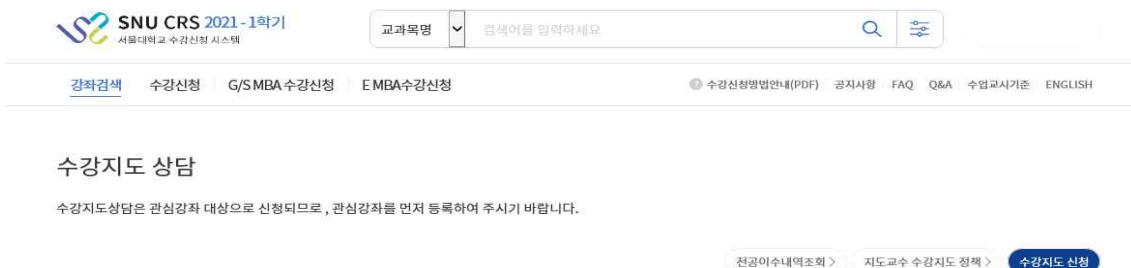 SNU CRS 2021-1학기
서울대학교 수강신청 시스템
교과목명
검색어를 입력하세요
강좌검색 수강신청 G/S MBA 수강신청 E MBA수강신청
수강신청방법안내(PDF) 공지사항 FAQ Q&A 수업교시기준 ENGLISH
수강지도 상담
수강지도상담은 관심강좌 대상으로 신청되므로 , 관심강좌를 먼저 등록하여 주시기 바랍니다.
전공이수내역조회 > 지도교수 수강지도 정책 > 수강지도 신청